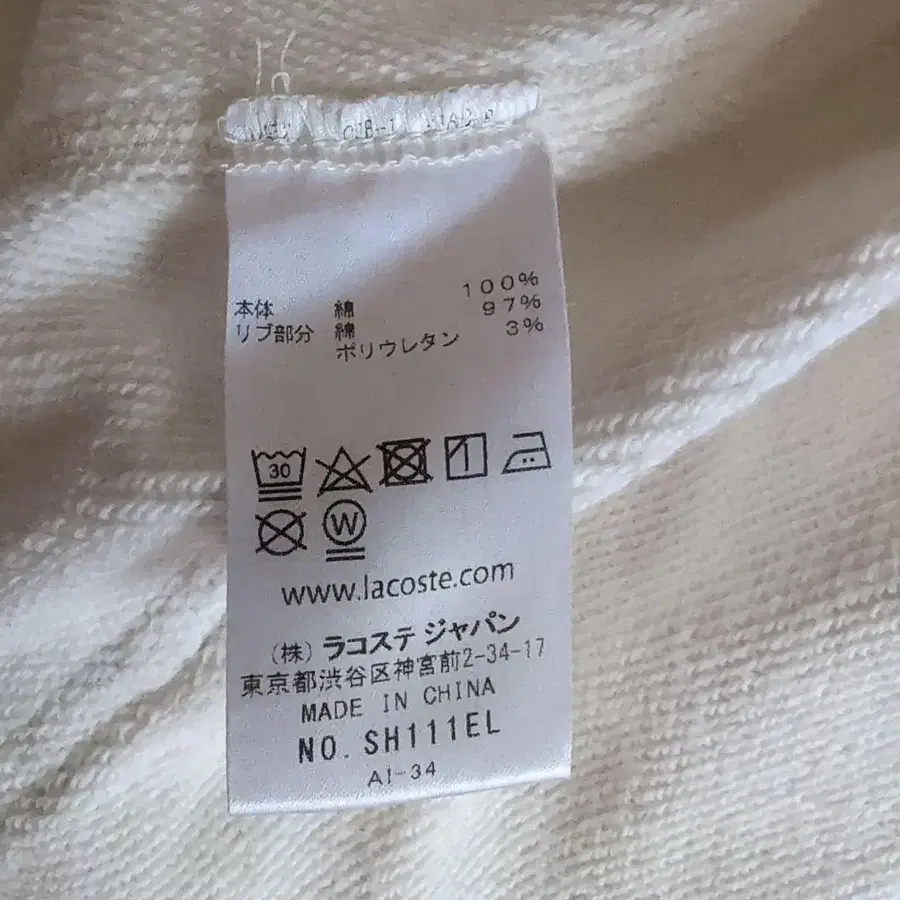 本体 綿 100%
リブ部分 綿 97%
ポリウレタン 3%
30
W
www.lacoste.com
(株) ラコステ ジャパン
東京都渋谷区神宮前2-34-17
MADE IN CHINA
NO. SH111EL
AI-34